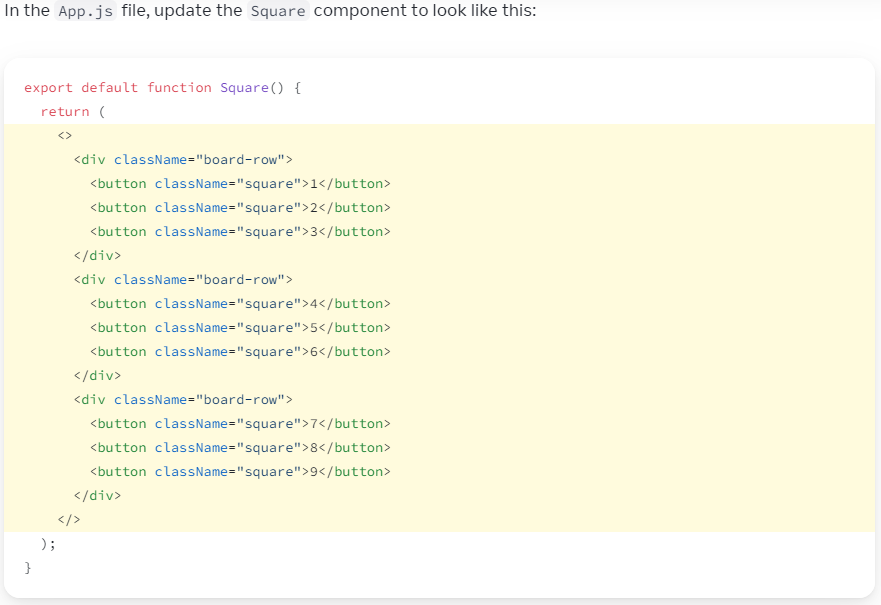 In the App.js file, update the Square component to look like this:
export default function Square() {
  return (
    <>
      <div className="board-row">
        <button className="square">1</button>
        <button className="square">2</button>
        <button className="square">3</button>
      </div>
      <div className="board-row">
        <button className="square">4</button>
        <button className="square">5</button>
        <button className="square">6</button>
      </div>
      <div className="board-row">
        <button className="square">7</button>
        <button className="square">8</button>
        <button className="square">9</button>
      </div>
    </>
  );
}